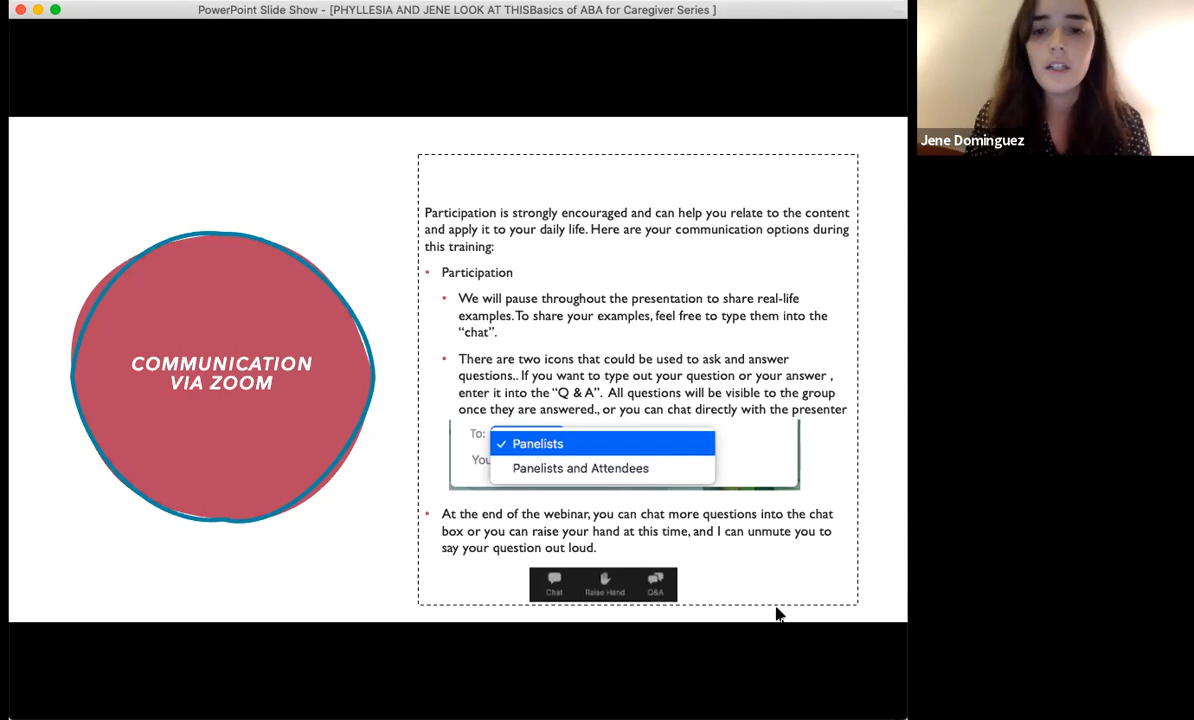 PowerPoint Slide Show - [PHYLLESIA AND JENE LOOK AT THISBasics of ABA for Caregiver Series ]
Jene Dominguez
COMMUNICATION
VIA ZOOM
Participation is strongly encouraged and can help you relate to the content
and apply it to your daily life. Here are your communication options during
this training:
• Participation
• We will pause throughout the presentation to share real-life
examples. To share your examples, feel free to type them into the
“chat”.
• There are two icons that could be used to ask and answer
questions.. If you want to type out your question or your answer ,
enter it into the “Q & A”. All questions will be visible to the group
once they are answered., or you can chat directly with the presenter
To:
✓ Panelists
You
Panelists and Attendees
• At the end of the webinar, you can chat more questions into the chat
box or you can raise your hand at this time, and I can unmute you to
say your question out loud.
Chat Raise Hand Q&A